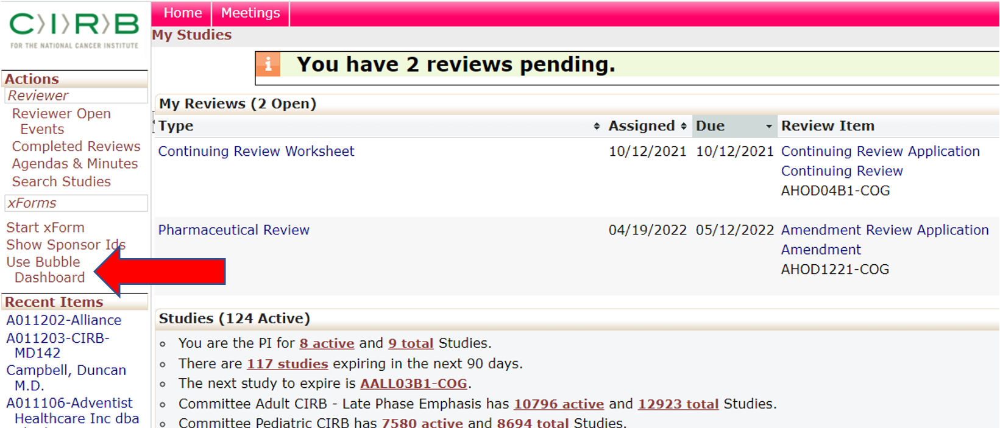 C>I>R>B
FOR THE NATIONAL CANCER INSTITUTE
Home
Meetings
My Studies
i
You have 2 reviews pending.
Actions
Reviewer
Reviewer Open
Events
Completed Reviews
Agendas & Minutes
Search Studies
xForms
Start xForm
Show Sponsor Ids
Use Bubble
Dashboard
Recent Items
A011202-Alliance
A011203-CIRB-
MD142
Campbell, Duncan
M.D.
A011106-Adventist
Healthcare Inc dba
My Reviews (2 Open)
Type Assigned Due Review Item
Continuing Review Worksheet 10/12/2021 10/12/2021 Continuing Review Application
Continuing Review
AHOD04B1-COG
Pharmaceutical Review 04/19/2022 05/12/2022 Amendment Review Application
Amendment
AHOD1221-COG
Studies (124 Active)
You are the PI for 8 active and 9 total Studies.
There are 117 studies expiring in the next 90 days.
The next study to expire is AALL03B1-COG.
Committee Adult CIRB - Late Phase Emphasis has 10796 active and 12923 total Studies.
Committee Pediatric CIRB has 7580 active and 8694 total Studies.